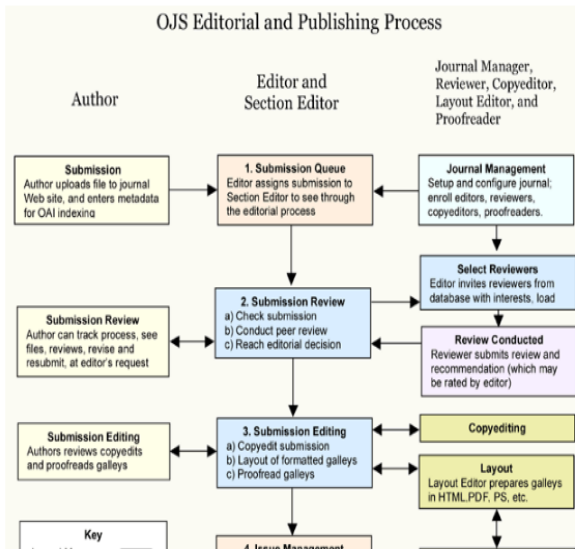 OJS Editorial and Publishing Process
Author
Editor and
Section Editor
Journal Manager,
Reviewer, Copyeditor,
Layout Editor, and
Proofreader
Submission
Author uploads file to journal
Web site, and enters metadata
for OAI indexing
1. Submission Queue
Editor assigns submission to
Section Editor to see through
the editorial process
Journal Management
Setup and configure journal;
enroll editors, reviewers,
copyeditors, proofreaders.
Select Reviewers
Editor invites reviewers from
database with interests, load
2. Submission Review
a) Check submission
b) Conduct peer review
c) Reach editorial decision
Submission Review
Author can track process, see
files, reviews, revise and
resubmit, at editor's request
Review Conducted
Reviewer submits review and
recommendation (which may
be rated by editor)
3. Submission Editing
a) Copyedit submission
b) Layout of formatted galleys
c) Proofread galleys
Submission Editing
Authors reviews copyedits
and proofreads galleys
Copyediting
Layout
Layout Editor prepares galleys
in HTML,PDF, PS, etc.
Key
4. Issue Management